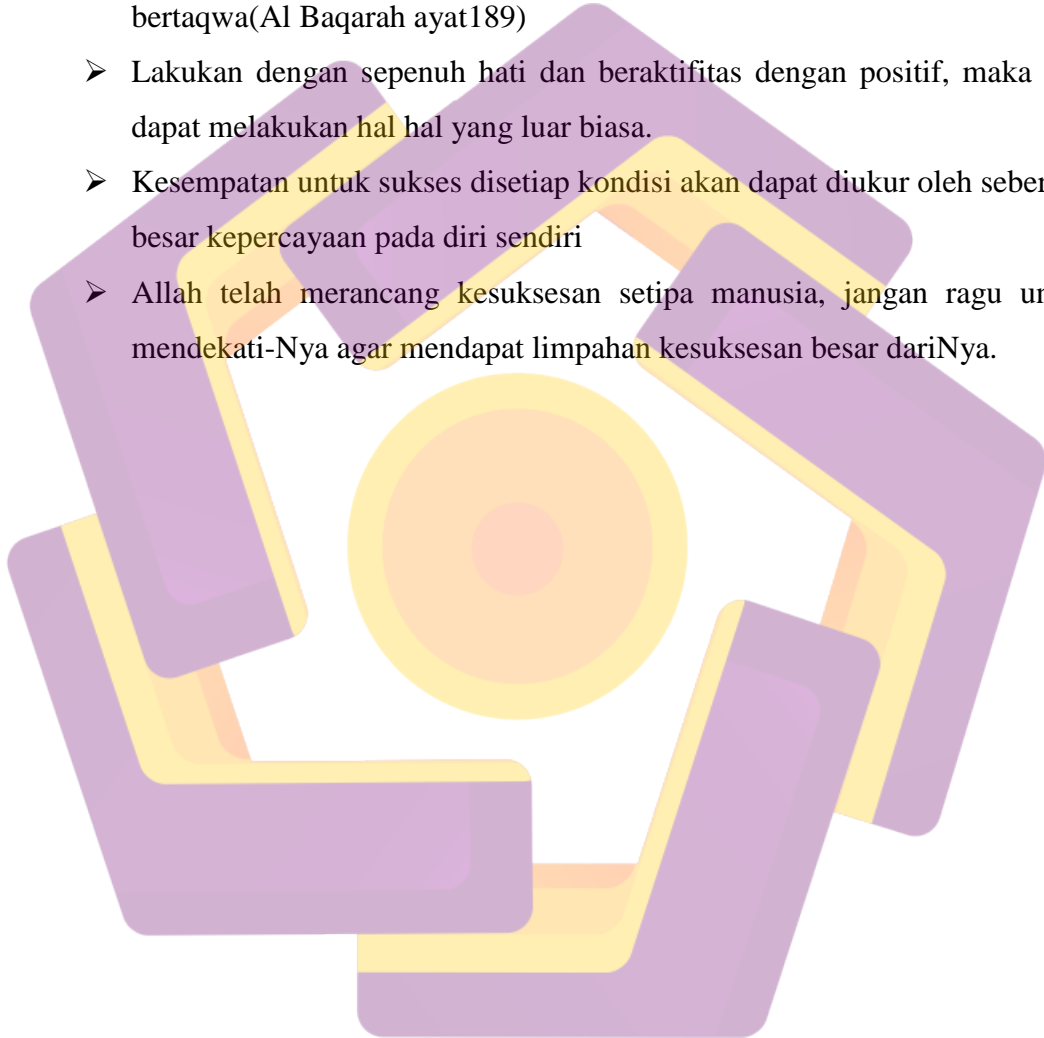 bertaqwa(Al Baqarah ayat189)
➢ Lakukan dengan sepenuh hati dan beraktifitas dengan positif, maka
dapat melakukan hal hal yang luar biasa.
➢ Kesempatan untuk sukses disetiap kondisi akan dapat diukur oleh seber
besar kepercayaan pada diri sendiri
➢ Allah telah merancang kesuksesan setipa manusia, jangan ragu un
mendekati-Nya agar mendapat limpahan kesuksesan besar dariNya.